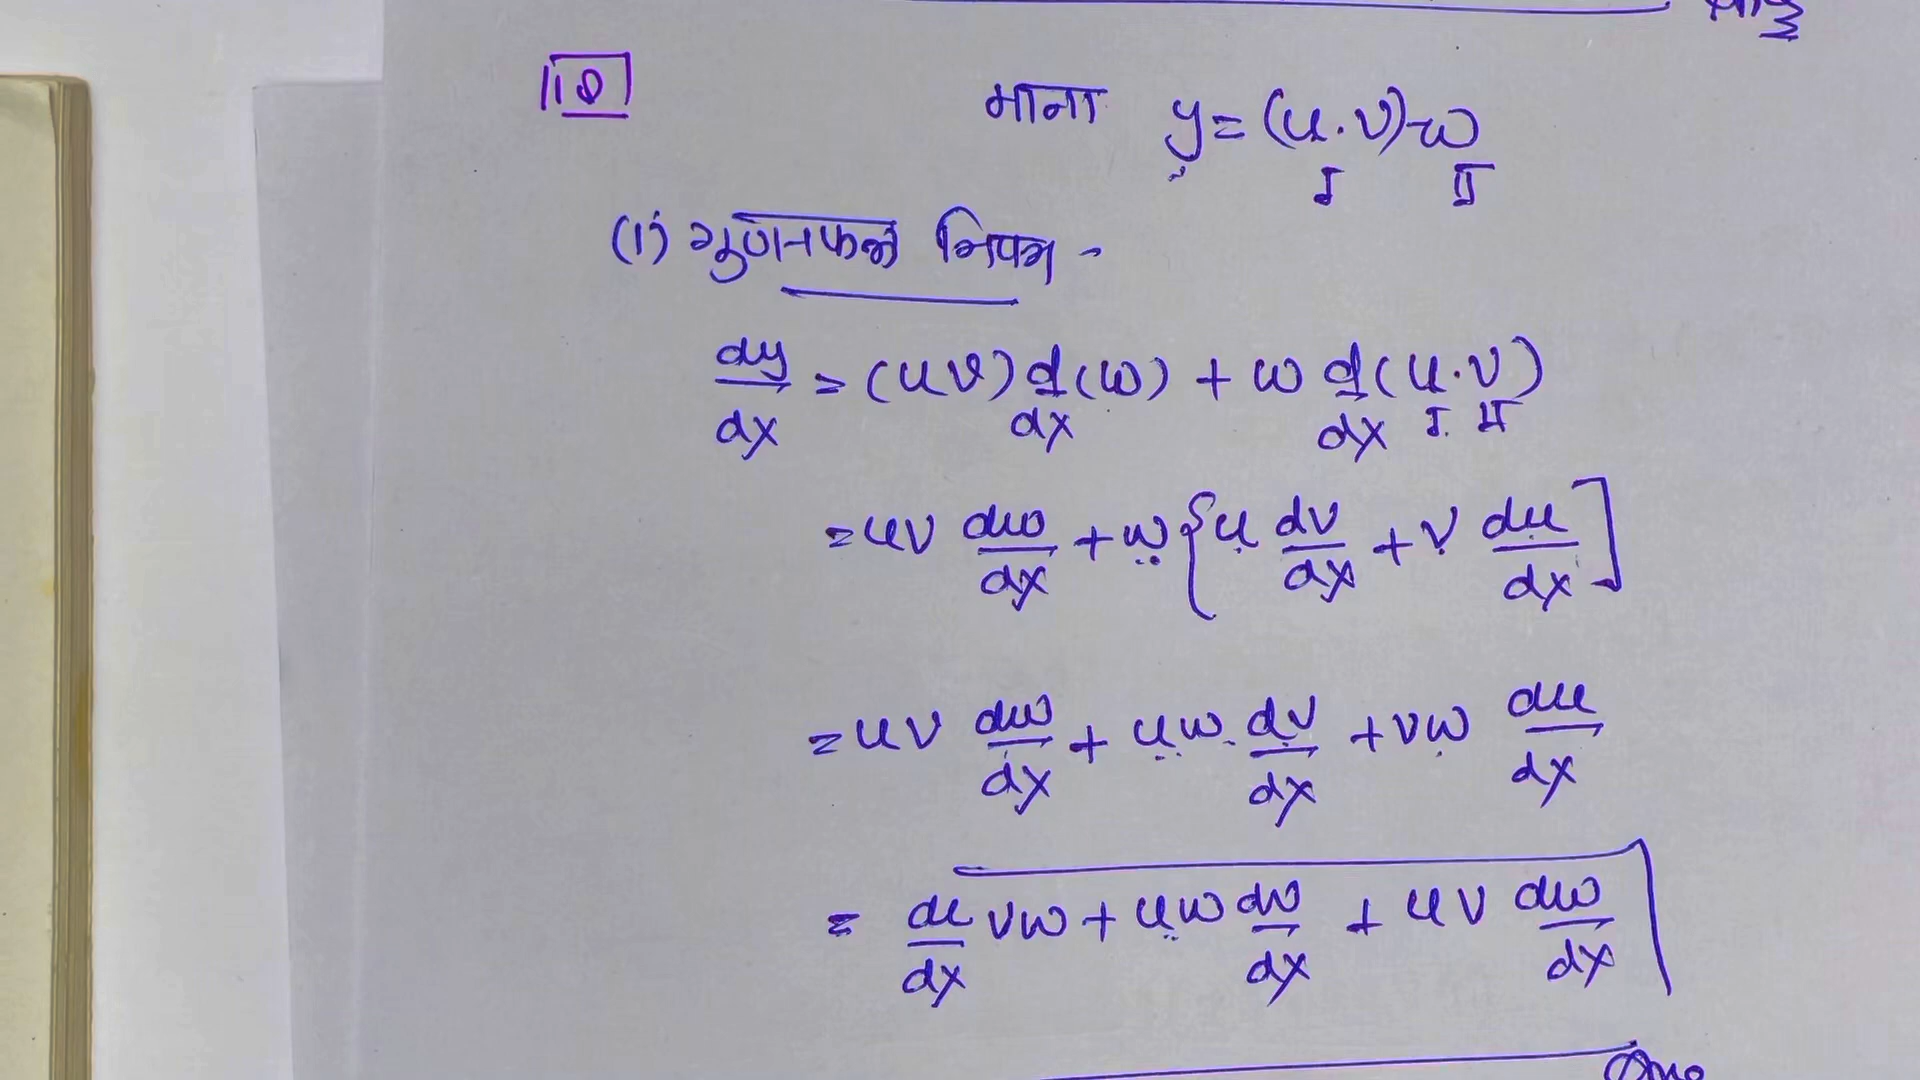 18
माना y = (u.v).w
I II
(1) गुणनफल नियम -
dy/dx = (uv) d/dx (w) + w d/dx (u.v)
I. II
= uv dw/dx + w { u dv/dx + v du/dx ]
= uv dw/dx + uw. dv/dx + vw du/dx
= du/dx vw + uw dv/dx + uv dw/dx